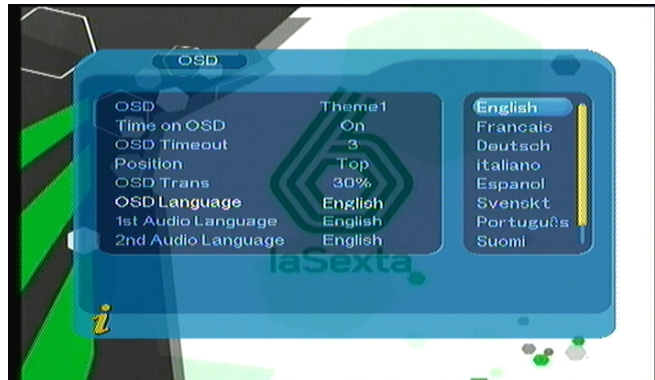 OSD
OSD Theme1
Time on OSD On
OSD Timeout 3
Position Top
OSD Trans 30%
OSD Language English
1st Audio Language English
2nd Audio Language English
English
Francais
Deutsch
italiano
Espanol
Svenskt
Português
Suomi
laSexta
i